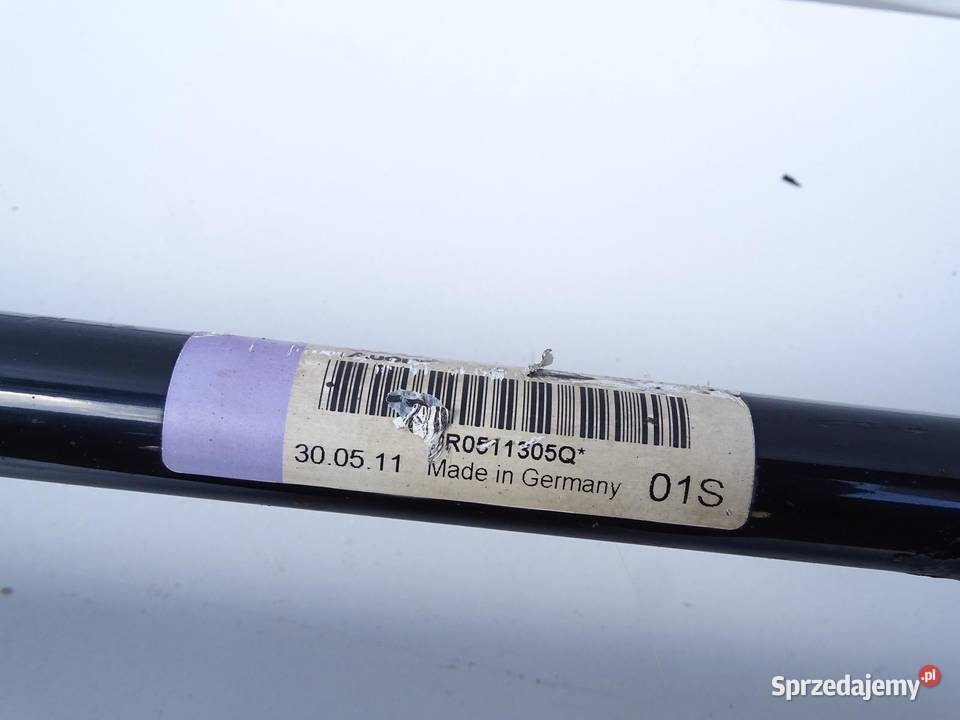 R0511305Q*
30.05.11 Made in Germany 01S
Sprzedajemy.pl